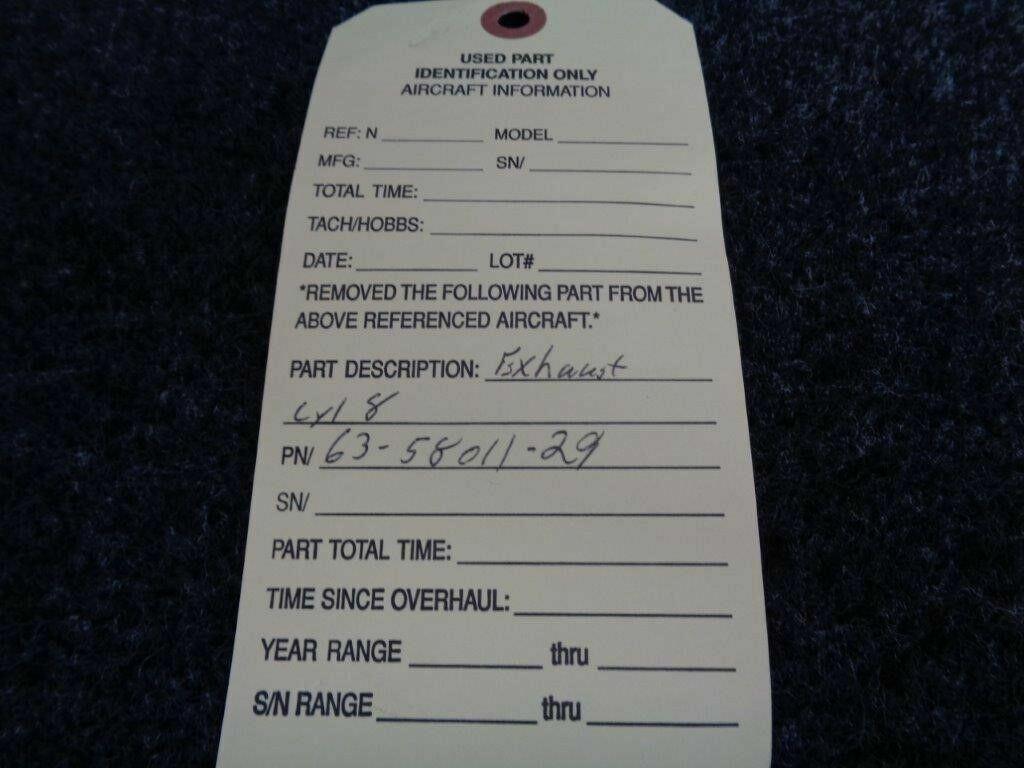 USED PART
IDENTIFICATION ONLY
AIRCRAFT INFORMATION
REF: N MODEL
MFG: SN/
TOTAL TIME:
TACH/HOBBS:
DATE: LOT#
*REMOVED THE FOLLOWING PART FROM THE
ABOVE REFERENCED AIRCRAFT.*
PART DESCRIPTION: Exhaust
Cyl 8
PN/ 63-58011-29
SN/
PART TOTAL TIME:
TIME SINCE OVERHAUL:
YEAR RANGE thru
S/N RANGE thru